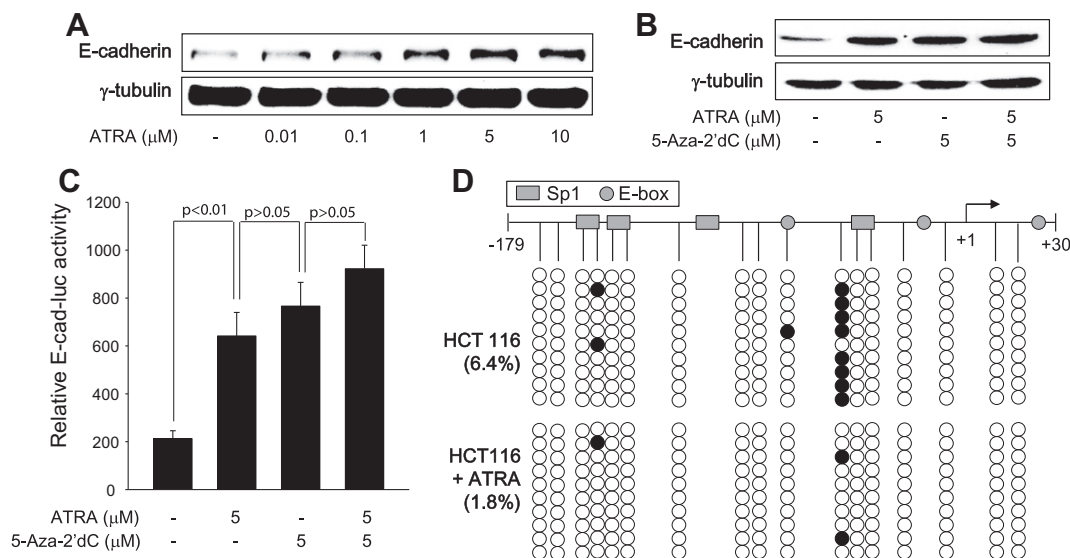 A
E-cadherin
γ-tubulin
ATRA (μM) - 0.01 0.1 1 5 10
B
E-cadherin
γ-tubulin
ATRA (μM) - 5 - 5
5-Aza-2'dC (μM) - - 5 5
C
Relative E-cad-luc activity
1200
1000
800
600
400
200
0
p<0.01 p>0.05 p>0.05
ATRA (μM) - 5 - 5
5-Aza-2'dC (μM) - - 5 5
D
Sp1 E-box
-179 +1 +30
HCT 116
(6.4%)
HCT116
+ ATRA
(1.8%)